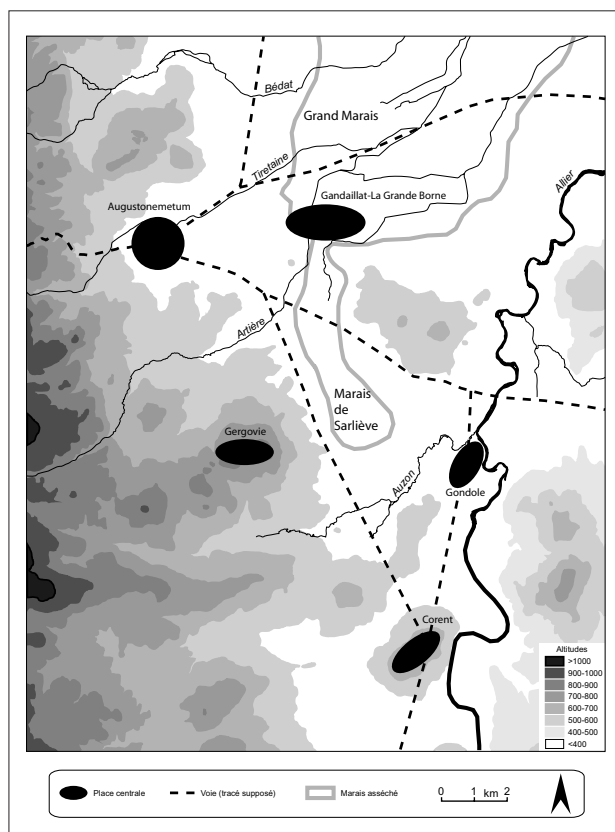 Bédat
Grand Marais
Tiretaine
Gandaillat-La Grande Borne
Allier
Augustonemetum
Artière
Marais
de
Sarliève
Gergovie
Auzon
Gondole
Corent
Altitudes
>1000
900-1000
800-900
700-800
600-700
500-600
400-500
<400
Place centrale
Voie (tracé supposé)
Marais asséché
0 1 km 2